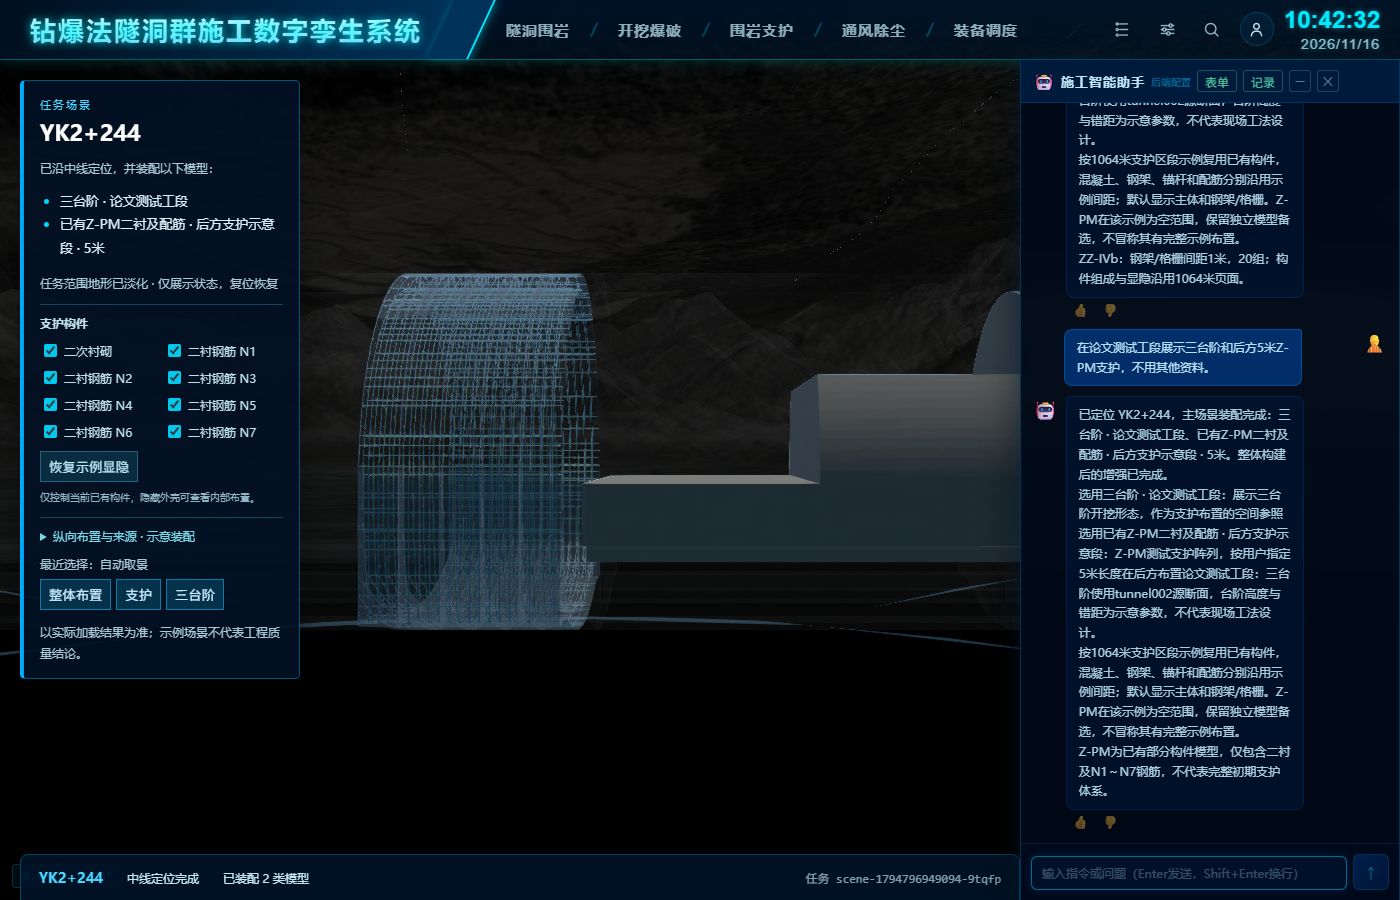 钻爆法隧洞群施工数字孪生系统
隧洞围岩 / 开挖爆破 / 围岩支护 / 通风除尘 / 装备调度
10:42:32
2026/11/16
任务场景
YK2+244
已沿中线定位，并装配以下模型：
三台阶 · 论文测试工段
已有Z-PM二衬及配筋 · 后方支护示意
段 · 5米
任务范围地形已淡化 · 仅展示状态，复位恢复
支护构件
二次衬砌
二衬钢筋 N1
二衬钢筋 N2
二衬钢筋 N3
二衬钢筋 N4
二衬钢筋 N5
二衬钢筋 N6
二衬钢筋 N7
恢复示例显隐
仅控制当前已有构件，隐藏外壳可查看内部布置。
纵向布置与来源 · 示意装配
最近选择：自动取景
整体布置
支护
三台阶
以实际加载结果为准；示例场景不代表工程质
量结论。
施工智能助手 后端配置 表单 记录
台阶使用tunnel002源断面，台阶高度
与错距为示意参数，不代表现场工法设
计。
按1064米支护区段示例复用已有构件，
混凝土、钢架、锚杆和配筋分别沿用示
例间距；默认显示主体和钢架/格栅。Z-
PM在该示例为空范围，保留独立模型备
选，不冒称其有完整示例布置。
ZZ-IVb：钢架/格栅间距1米，20组；构
件组成与显隐沿用1064米页面。
在论文测试工段展示三台阶和后方5米Z-
PM支护，不用其他资料。
已定位 YK2+244，主场景装配完成：三
台阶 · 论文测试工段、已有Z-PM二衬及
配筋 · 后方支护示意段 · 5米。整体构建
后的增强已完成。
选用三台阶 · 论文测试工段：展示三台
阶开挖形态，作为支护布置的空间参照
选用已有Z-PM二衬及配筋 · 后方支护示
意段：Z-PM测试支护阵列，按用户指定
5米长度在后方布置论文测试工段：三台
阶使用tunnel002源断面，台阶高度与
错距为示意参数，不代表现场工法设
计。
按1064米支护区段示例复用已有构件，
混凝土、钢架、锚杆和配筋分别沿用示
例间距；默认显示主体和钢架/格栅。Z-
PM在该示例为空范围，保留独立模型备
选，不冒称其有完整示例布置。
Z-PM为已有部分构件模型，仅包含二衬
及N1～N7钢筋，不代表完整初期支护
体系。
YK2+244 中线定位完成 已装配 2 类模型
任务 scene-1794796949094-9tqfp
输入指令或问题（Enter发送，Shift+Enter换行）